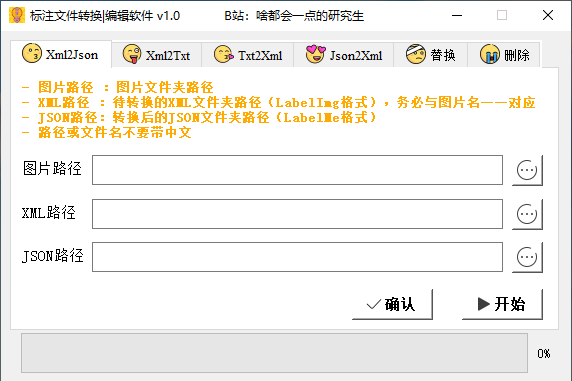 标注文件转换|编辑软件 v1.0 B站：啥都会一点的研究生
Xml2Json Xml2Txt Txt2Xml Json2Xml 替换 删除
- 图片路径 ：图片文件夹路径
- XML路径 ：待转换的XML文件夹路径（LabelImg格式），务必与图片名一一对应
- JSON路径：转换后的JSON文件夹路径（LabelMe格式）
- 路径或文件名不要带中文
图片路径
XML路径
JSON路径
确认 开始
0%